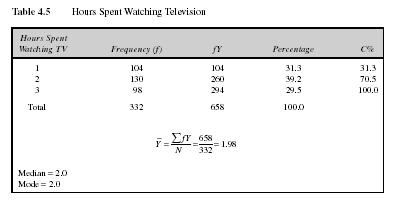 Table 4.5 Hours Spent Watching Television
Hours Spent
Watching TV Frequency (f) fY Percentage C%
1 104 104 31.3 31.3
2 130 260 39.2 70.5
3 98 294 29.5 100.0
Total 332 658 100.0
Ȳ = ∑fY / N = 658 / 332 = 1.98
Median = 2.0
Mode = 2.0